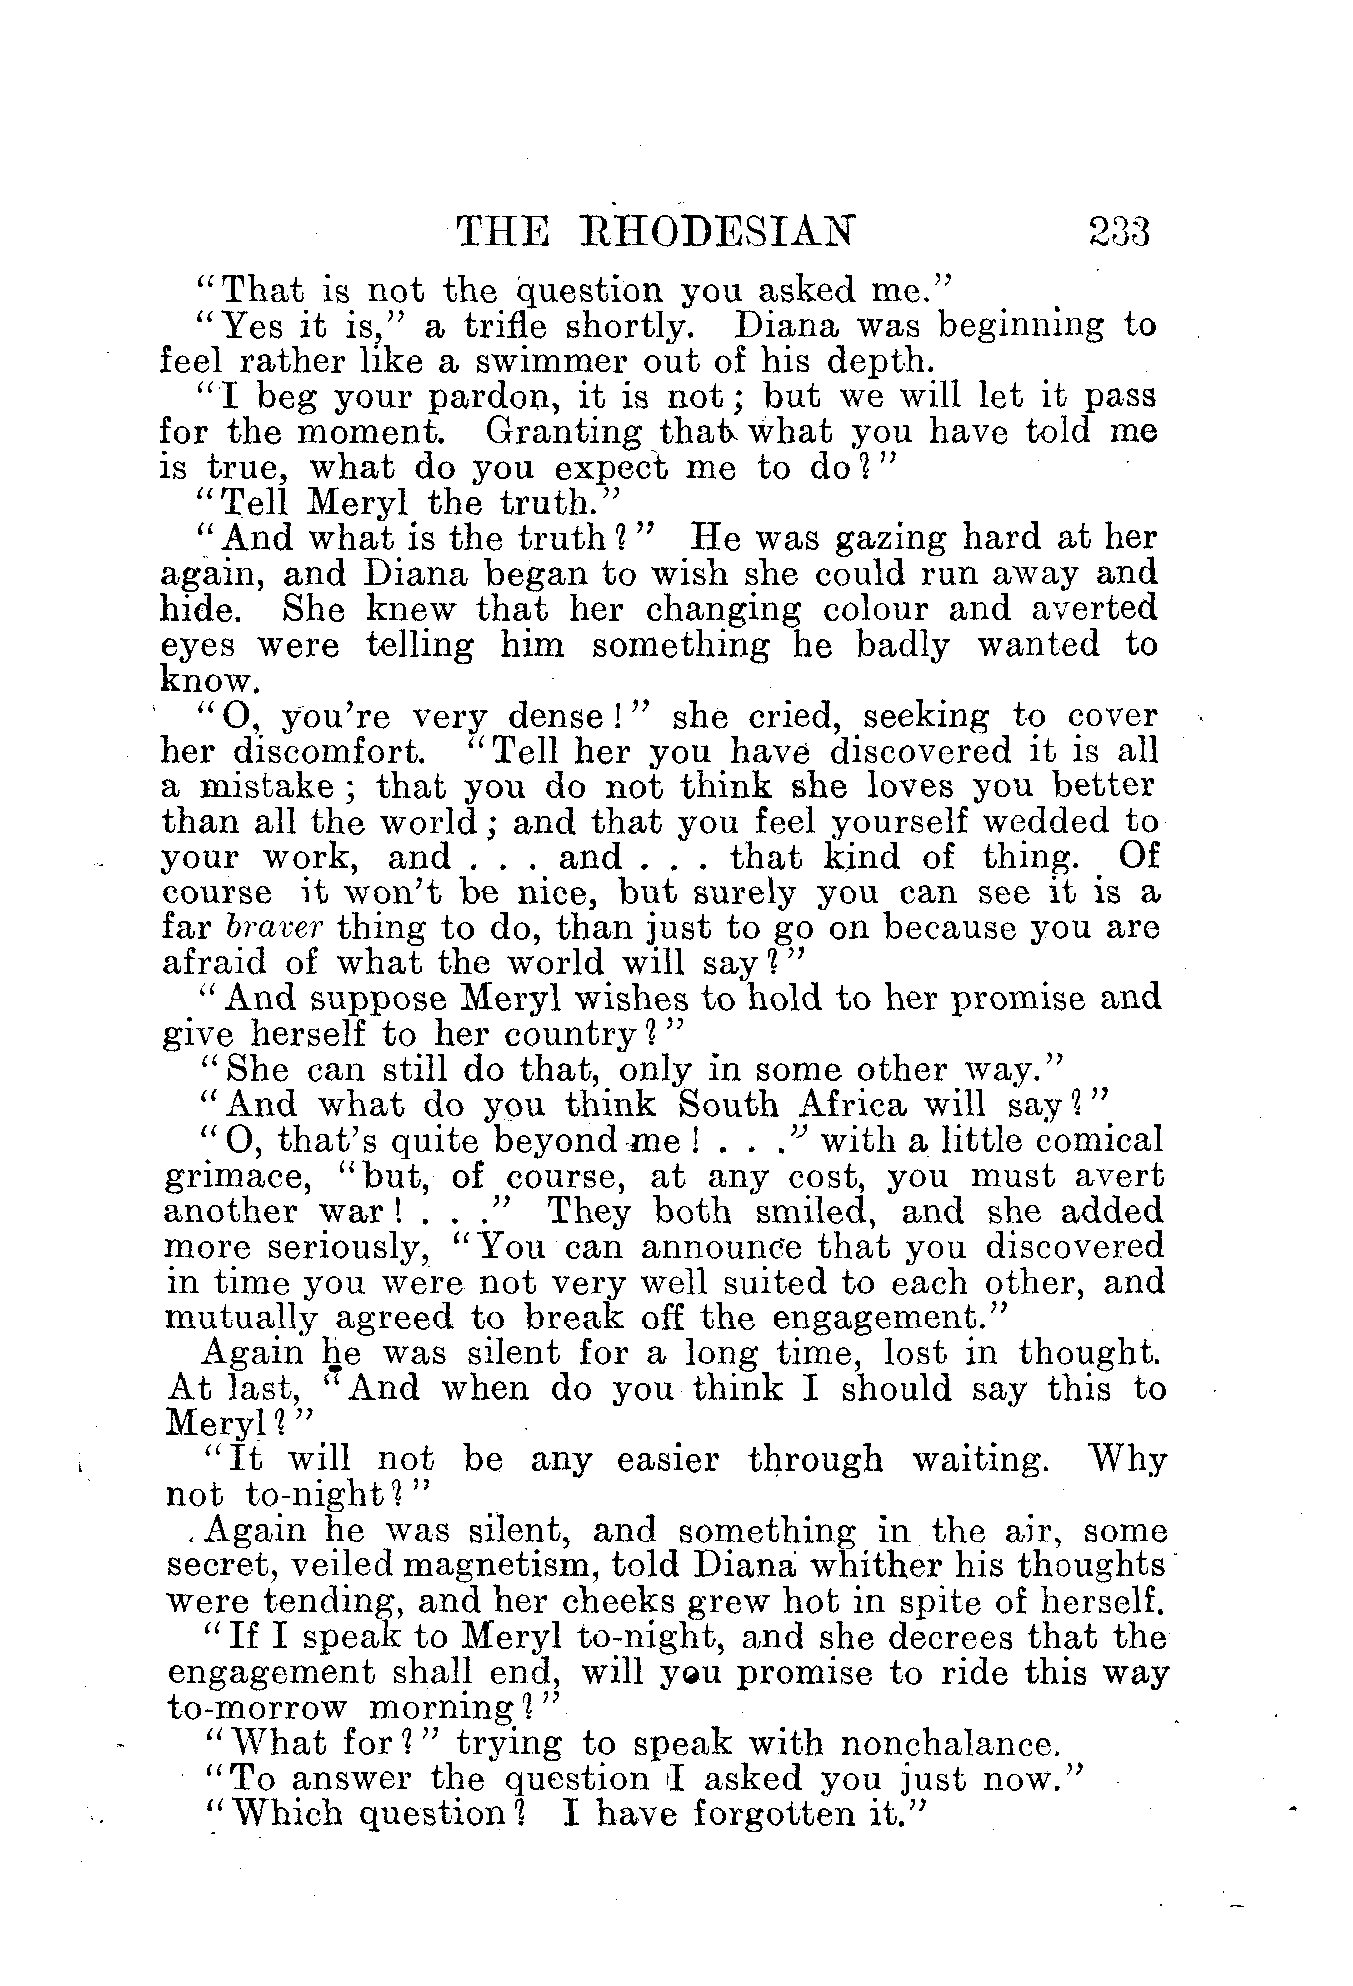 THE RHODESIAN 233
"That is not the question you asked me."
"Yes it is," a trifle shortly. Diana was beginning to
feel rather like a swimmer out of his depth.
"I beg your pardon, it is not; but we will let it pass
for the moment. Granting that what you have told me
is true, what do you expect me to do?"
"Tell Meryl the truth."
"And what is the truth?" He was gazing hard at her
again, and Diana began to wish she could run away and
hide. She knew that her changing colour and averted
eyes were telling him something he badly wanted to
know.
"O, you're very dense!" she cried, seeking to cover
her discomfort. "Tell her you have discovered it is all
a mistake; that you do not think she loves you better
than all the world; and that you feel yourself wedded to
your work, and . . . and . . . that kind of thing. Of
course it won't be nice, but surely you can see it is a
far braver thing to do, than just to go on because you are
afraid of what the world will say?"
"And suppose Meryl wishes to hold to her promise and
give herself to her country?"
"She can still do that, only in some other way."
"And what do you think South Africa will say?"
"O, that's quite beyond me! . . ." with a little comical
grimace, "but, of course, at any cost, you must avert
another war! . . ." They both smiled, and she added
more seriously, "You can announce that you discovered
in time you were not very well suited to each other, and
mutually agreed to break off the engagement."
Again he was silent for a long time, lost in thought.
At last, "And when do you think I should say this to
Meryl?"
"It will not be any easier through waiting. Why
not to-night?"
Again he was silent, and something in the air, some
secret, veiled magnetism, told Diana whither his thoughts
were tending, and her cheeks grew hot in spite of herself.
"If I speak to Meryl to-night, and she decrees that the
engagement shall end, will you promise to ride this way
to-morrow morning?"
"What for?" trying to speak with nonchalance.
"To answer the question I asked you just now."
"Which question? I have forgotten it."